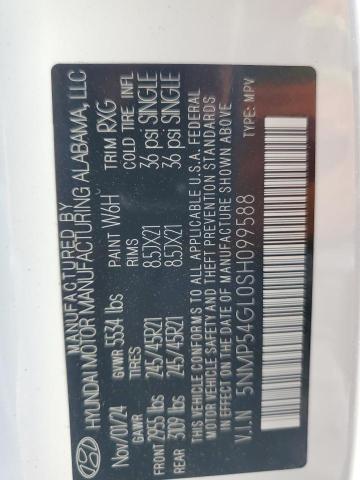 MANUFACTURED BY
HYUNDAI MOTOR MANUFACTURING ALABAMA, LLC
Nov/01/24 PAINT W6H TRIM RXG
GVWR 5534 lbs TIRES RIMS COLD TIRE INFL
FRONT 2955 lbs 245/45R21 8.5JX21 36 psi SINGLE
REAR 3109 lbs 245/45R21 8.5JX21 36 psi SINGLE
THIS VEHICLE CONFORMS TO ALL APPLICABLE U.S.A. FEDERAL
MOTOR VEHICLE SAFETY AND THEFT PREVENTION STANDARDS
IN EFFECT ON THE DATE OF MANUFACTURE SHOWN ABOVE.
V.I.N 5NMP54GL0SH099588 TYPE: MPV